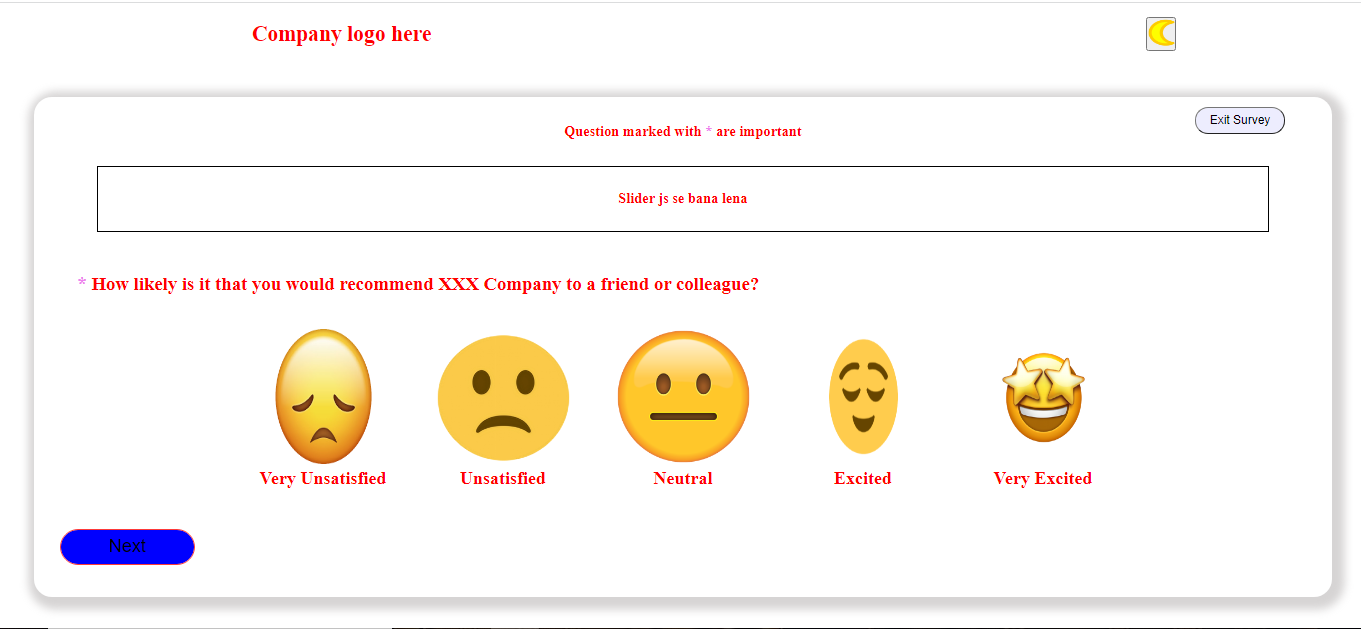 Company logo here
Exit Survey
Question marked with * are important
Slider js se bana lena
* How likely is it that you would recommend XXX Company to a friend or colleague?
Very Unsatisfied Unsatisfied Neutral Excited Very Excited
Next